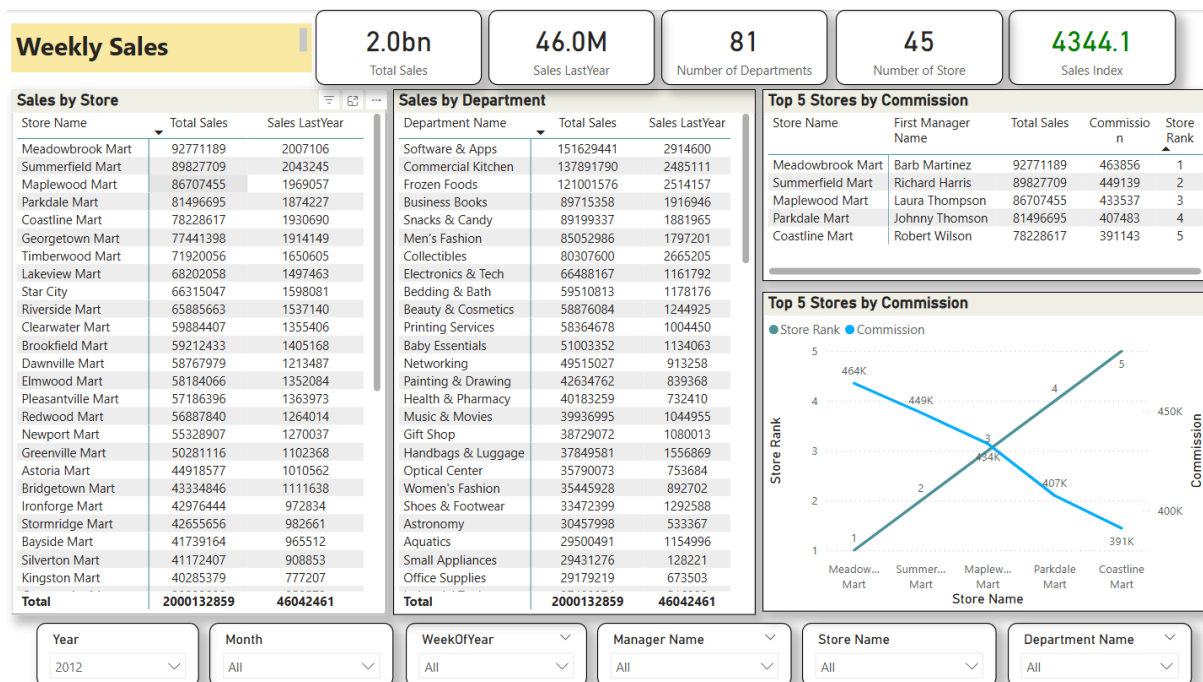 Weekly Sales
2.0bn
Total Sales
46.0M
Sales LastYear
81
Number of Departments
45
Number of Store
4344.1
Sales Index
Sales by Store
Store Name Total Sales Sales LastYear
Meadowbrook Mart 92771189 2007106
Summerfield Mart 89827709 2043245
Maplewood Mart 86707455 1969057
Parkdale Mart 81496695 1874227
Coastline Mart 78228617 1930690
Georgetown Mart 77441398 1914149
Timberwood Mart 71920056 1650605
Lakeview Mart 68202058 1497463
Star City 66315047 1598081
Riverside Mart 65885663 1537140
Clearwater Mart 59884407 1355406
Brookfield Mart 59212433 1405168
Dawnville Mart 58767979 1213487
Elmwood Mart 58184066 1352084
Pleasantville Mart 57186396 1363973
Redwood Mart 56887840 1264014
Newport Mart 55328907 1270037
Greenville Mart 50281116 1102368
Astoria Mart 44918577 1010562
Bridgetown Mart 43334846 1111638
Ironforge Mart 42976444 972834
Stormridge Mart 42655656 982661
Bayside Mart 41739164 965512
Silverton Mart 41172407 908853
Kingston Mart 40285379 777207
Total 2000132859 46042461
Sales by Department
Department Name Total Sales Sales LastYear
Software & Apps 151629441 2914600
Commercial Kitchen 137891790 2485111
Frozen Foods 121001576 2514157
Business Books 89715358 1916946
Snacks & Candy 89199337 1881965
Men's Fashion 85052986 1797201
Collectibles 80307600 2665205
Electronics & Tech 66488167 1161792
Bedding & Bath 59510813 1178176
Beauty & Cosmetics 58876084 1244925
Printing Services 58364678 1004450
Baby Essentials 51003352 1134063
Networking 49515027 913258
Painting & Drawing 42634762 839368
Health & Pharmacy 40183259 732410
Music & Movies 39936995 1044955
Gift Shop 38729072 1080013
Handbags & Luggage 37849581 1556869
Optical Center 35790073 753684
Women's Fashion 35445928 892702
Shoes & Footwear 33472399 1292588
Astronomy 30457998 533367
Aquatics 29500491 1154996
Small Appliances 29431276 128221
Office Supplies 29179219 673503
Total 2000132859 46042461
Top 5 Stores by Commission
Store Name First Manager Total Sales Commissio Store
Name n Rank
Meadowbrook Mart Barb Martinez 92771189 463856 1
Summerfield Mart Richard Harris 89827709 449139 2
Maplewood Mart Laura Thompson 86707455 433537 3
Parkdale Mart Johnny Thomson 81496695 407483 4
Coastline Mart Robert Wilson 78228617 391143 5
Top 5 Stores by Commission
Store Rank Commission
5
4
3
2
1
Store Rank
464K
449K
434K
407K
391K
1
2
3
4
5
450K
400K
Commission
Meadow... Summer... Maplew... Parkdale Coastline
Mart Mart Mart Mart Mart
Store Name
Year
2012
Month
All
WeekOfYear
All
Manager Name
All
Store Name
All
Department Name
All